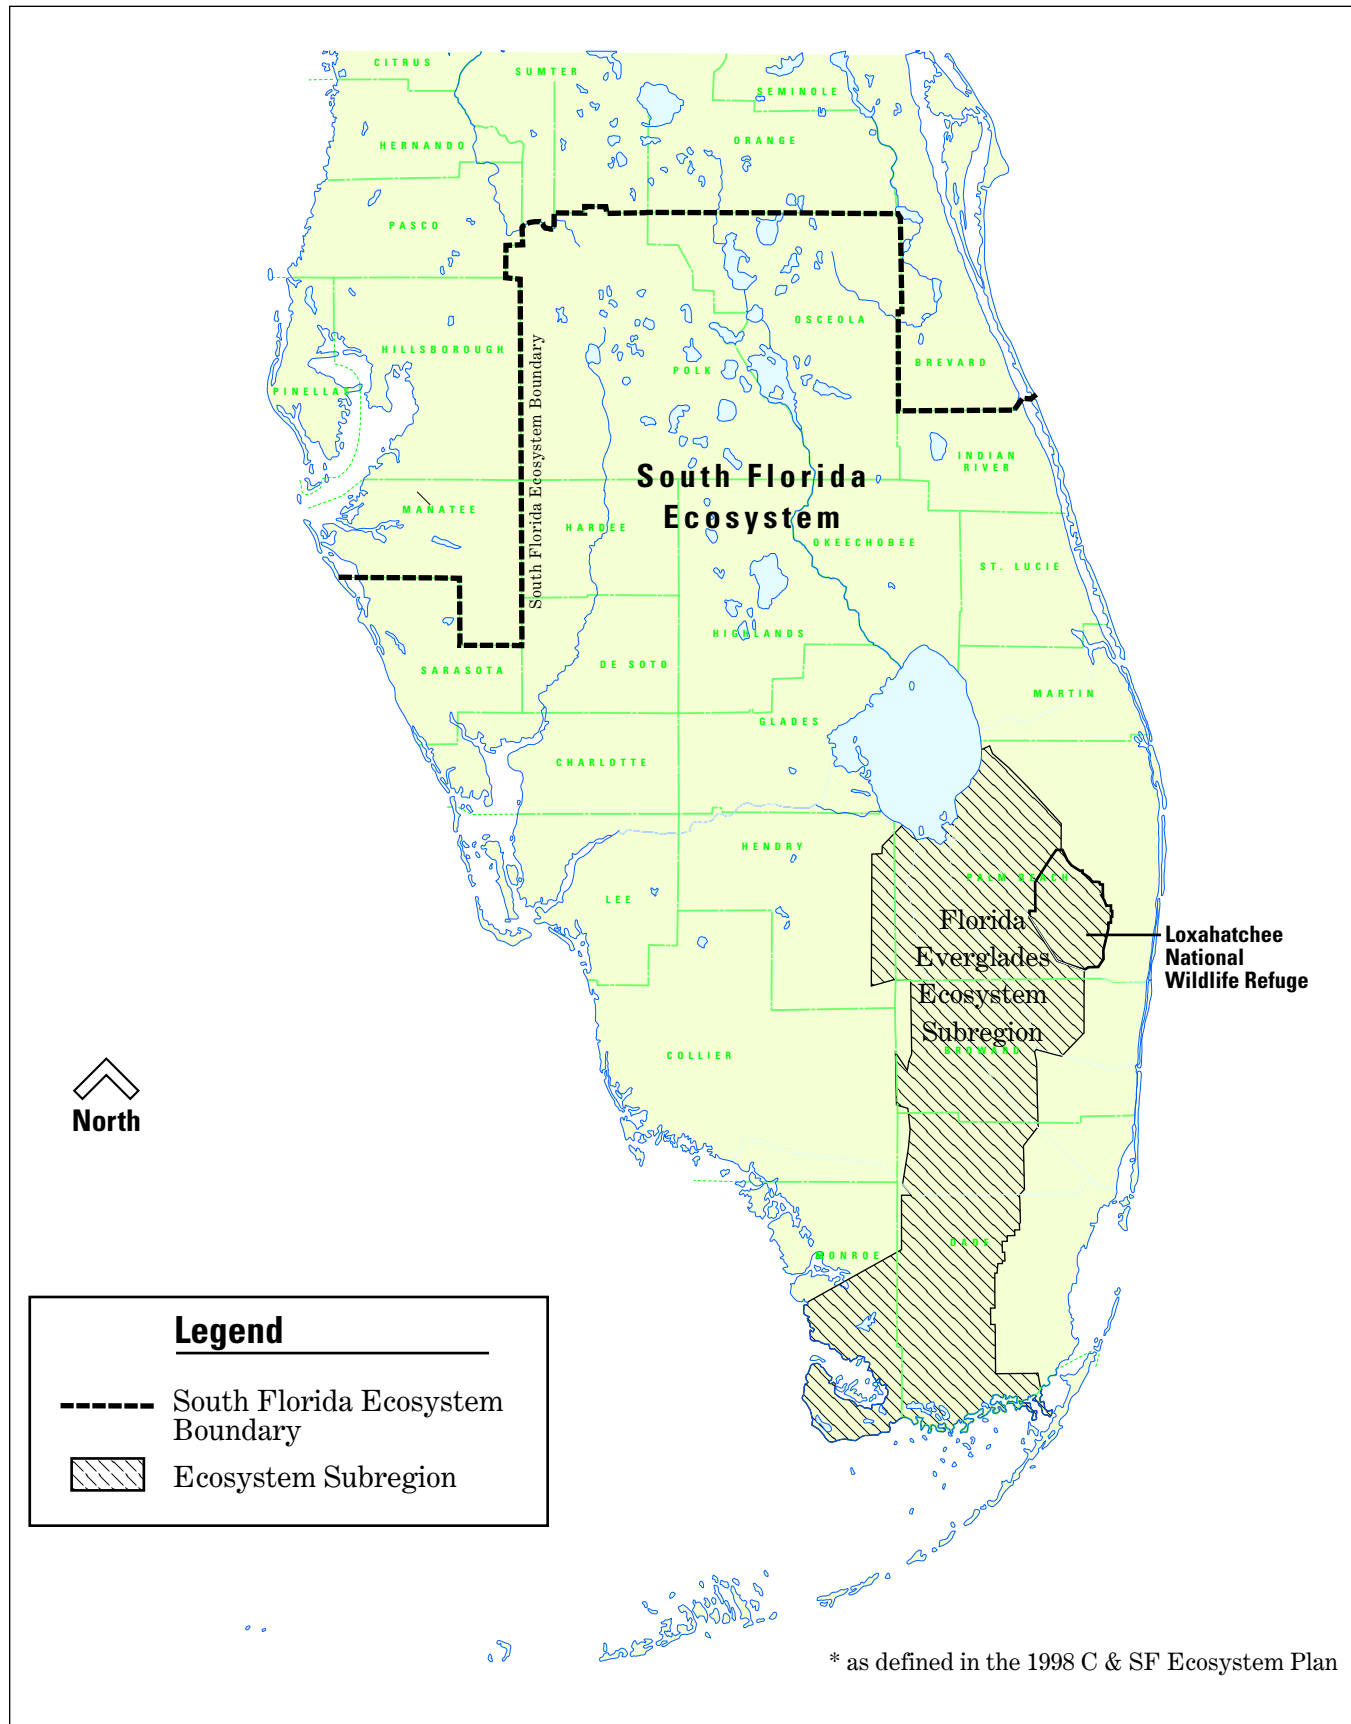 CITRUS
SUMTER
SEMINOLE
HERNANDO
ORANGE
PASCO
OSCEOLA
HILLSBOROUGH
BREVARD
POLK
PINELLAS
South Florida Ecosystem Boundary
INDIAN
RIVER
South Florida
Ecosystem
MANATEE
HARDEE
OKEECHOBEE
ST. LUCIE
HIGHLANDS
SARASOTA
DE SOTO
MARTIN
GLADES
CHARLOTTE
HENDRY
PALM BEACH
LEE
Florida
Everglades
Ecosystem
Subregion
Loxahatchee
National
Wildlife Refuge
BROWARD
COLLIER
North
DADE
MONROE
Legend
South Florida Ecosystem
Boundary
Ecosystem Subregion
* as defined in the 1998 C & SF Ecosystem Plan